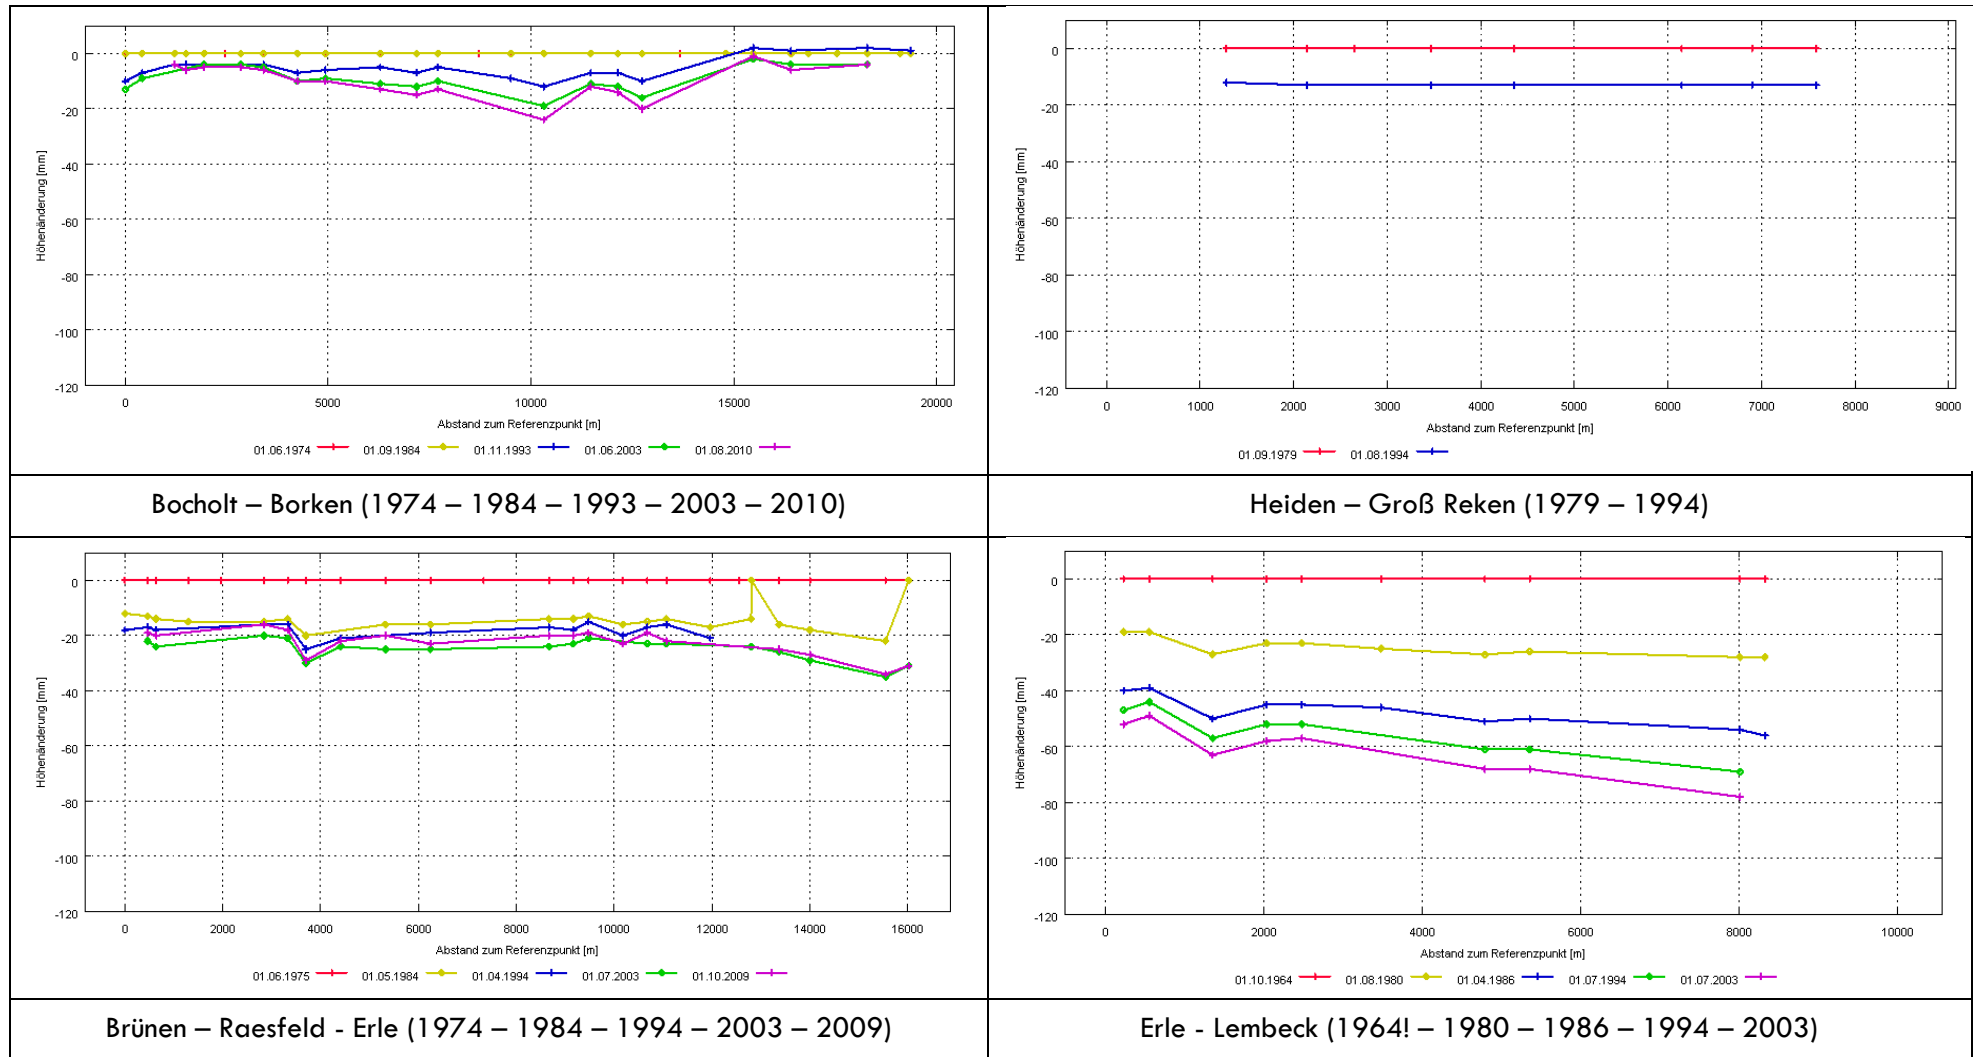 0
-20
-40
-60
-80
-100
-120
Höhenänderung [mm]
0 5000 10000 15000 20000
Abstand zum Referenzpunkt [m]
01.06.1974 01.09.1984 01.11.1993 01.06.2003 01.08.2010
Bocholt – Borken (1974 – 1984 – 1993 – 2003 – 2010)
0
-20
-40
-60
-80
-100
-120
Höhenänderung [mm]
0 1000 2000 3000 4000 5000 6000 7000 8000 9000
Abstand zum Referenzpunkt [m]
01.09.1979 01.08.1994
Heiden – Groß Reken (1979 – 1994)
0
-20
-40
-60
-80
-100
-120
Höhenänderung [mm]
0 2000 4000 6000 8000 10000 12000 14000 16000
Abstand zum Referenzpunkt [m]
01.06.1975 01.05.1984 01.04.1994 01.07.2003 01.10.2009
Brünen – Raesfeld - Erle (1974 – 1984 – 1994 – 2003 – 2009)
0
-20
-40
-60
-80
-100
-120
Höhenänderung [mm]
0 2000 4000 6000 8000 10000
Abstand zum Referenzpunkt [m]
01.10.1964 01.08.1980 01.04.1986 01.07.1994 01.07.2003
Erle - Lembeck (1964! – 1980 – 1986 – 1994 – 2003)